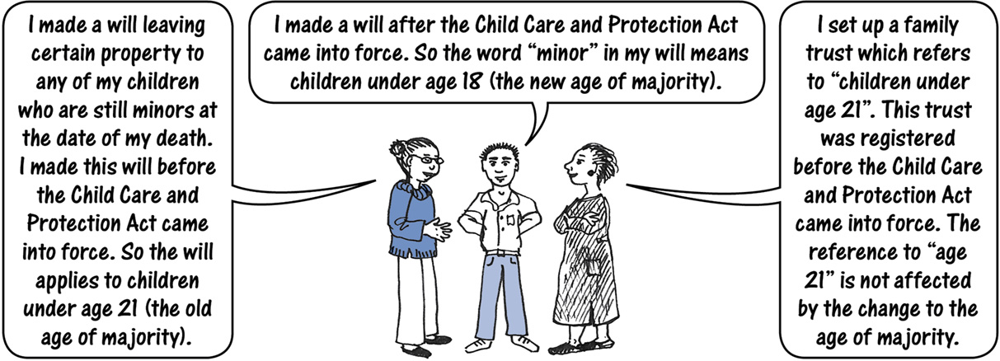 I made a will leaving
certain property to
any of my children
who are still minors at
the date of my death.
I made this will before
the Child Care and
Protection Act came
into force. So the will
applies to children
under age 21 (the old
age of majority).
I made a will after the Child Care and Protection Act
came into force. So the word “minor” in my will means
children under age 18 (the new age of majority).
I set up a family
trust which refers
to “children under
age 21”. This trust
was registered
before the Child Care
and Protection Act
came into force. The
reference to “age
21” is not affected
by the change to the
age of majority.